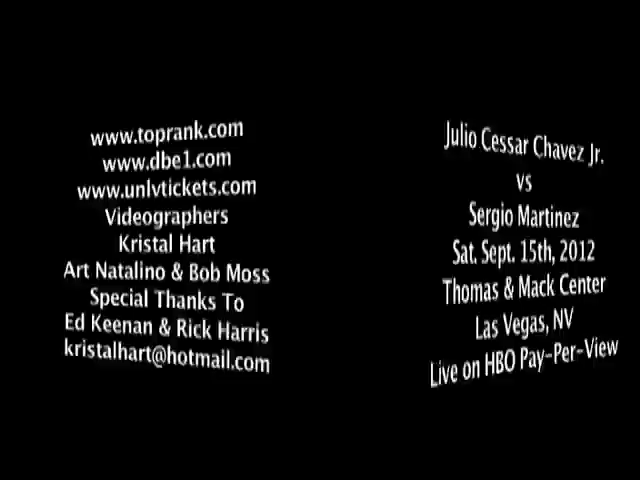 www.toprank.com
www.dbe1.com
www.unlvtickets.com
Videographers
Kristal Hart
Art Natalino & Bob Moss
Special Thanks To
Ed Keenan & Rick Harris
kristalhart@hotmail.com
Julio Cessar Chavez Jr.
vs
Sergio Martinez
Sat. Sept. 15th, 2012
Thomas & Mack Center
Las Vegas, NV
Live on HBO Pay-Per-View